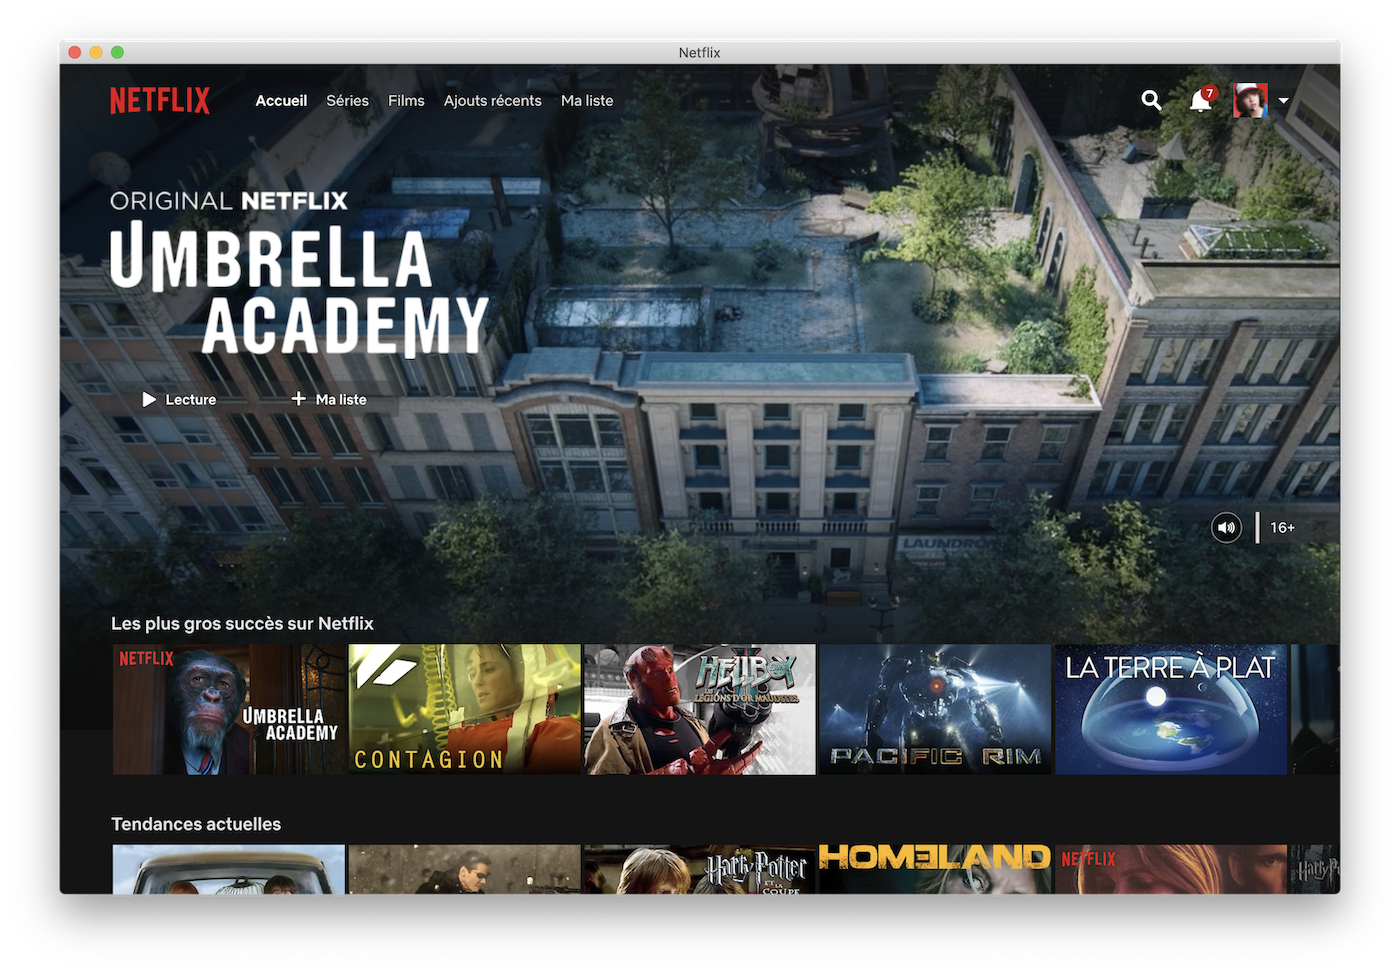 Netflix
NETFLIX
Accueil
Séries
Films
Ajouts récents
Ma liste
7
ORIGINAL NETFLIX
UMBRELLA
ACADEMY
Lecture
Ma liste
LAUNDRO
16+
Les plus gros succès sur Netflix
NETFLIX
UMBRELLA
ACADEMY
CONTAGION
HELLBOY II
LES
LÉGIONS D'OR MAUDITES
PACIFIC RIM
LA TERRE À PLAT
Tendances actuelles
Harry Potter
ET LA
COUPE
HOMELAND
NETFLIX
Harry P